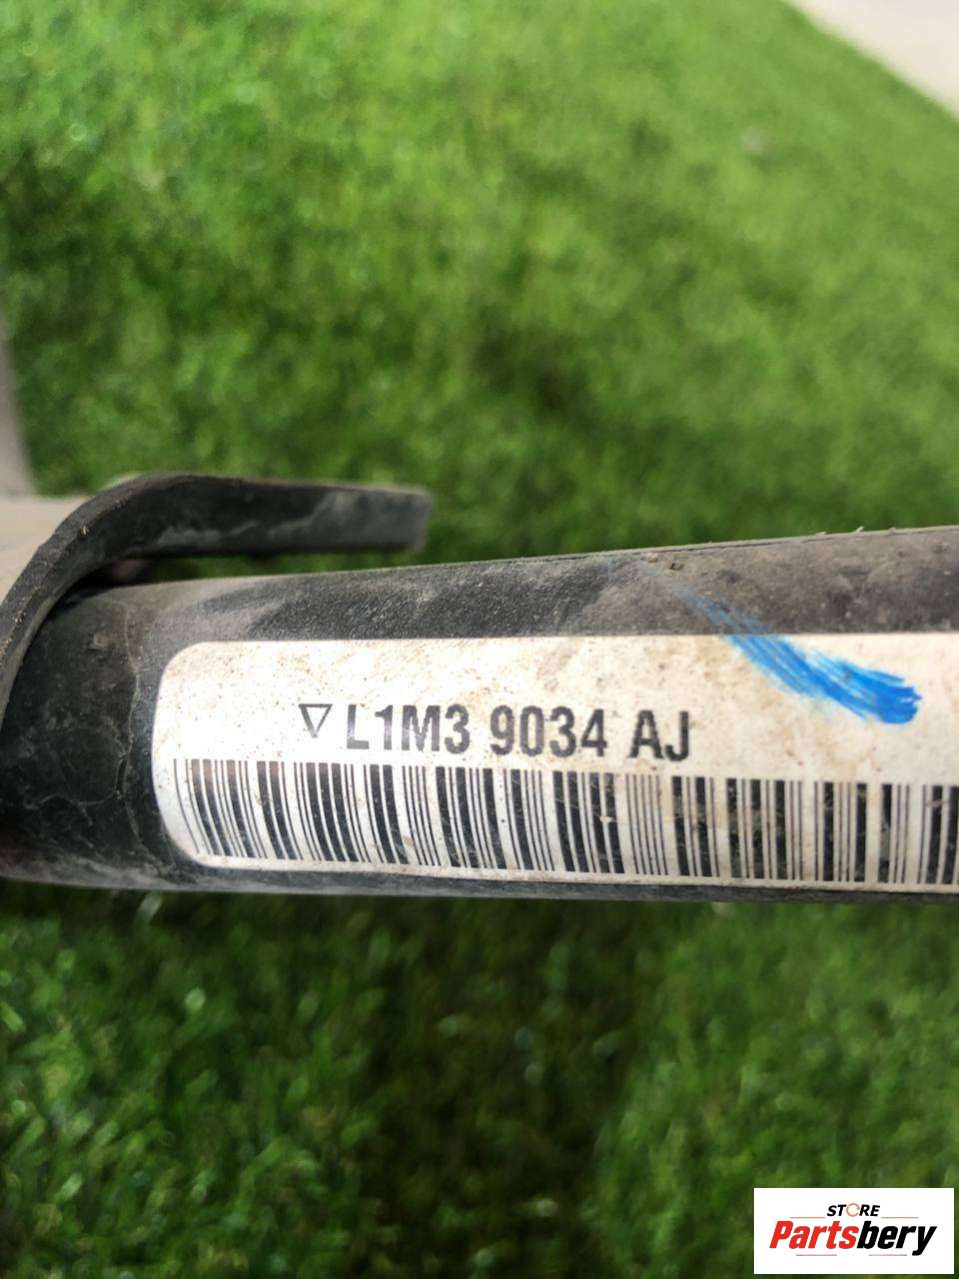 L1M3 9034 AJ
STORE
Partsbery